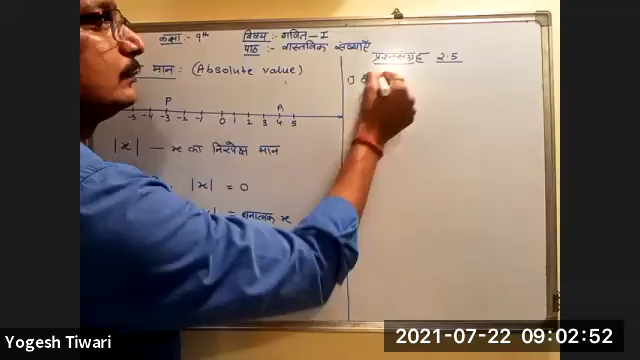 कक्षा :- 9th विषय :- गणित - I
पाठ :- वास्तविक संख्याएँ
मान : (Absolute value)
P A
-5 -4 -3 -2 -1 0 1 2 3 4 5
|x| — x का निरपेक्ष मान
|x| = 0
| = धनात्मक x
प्रश्नसंग्रह 2.5
1)
Yogesh Tiwari
2021-07-22 09:02:52